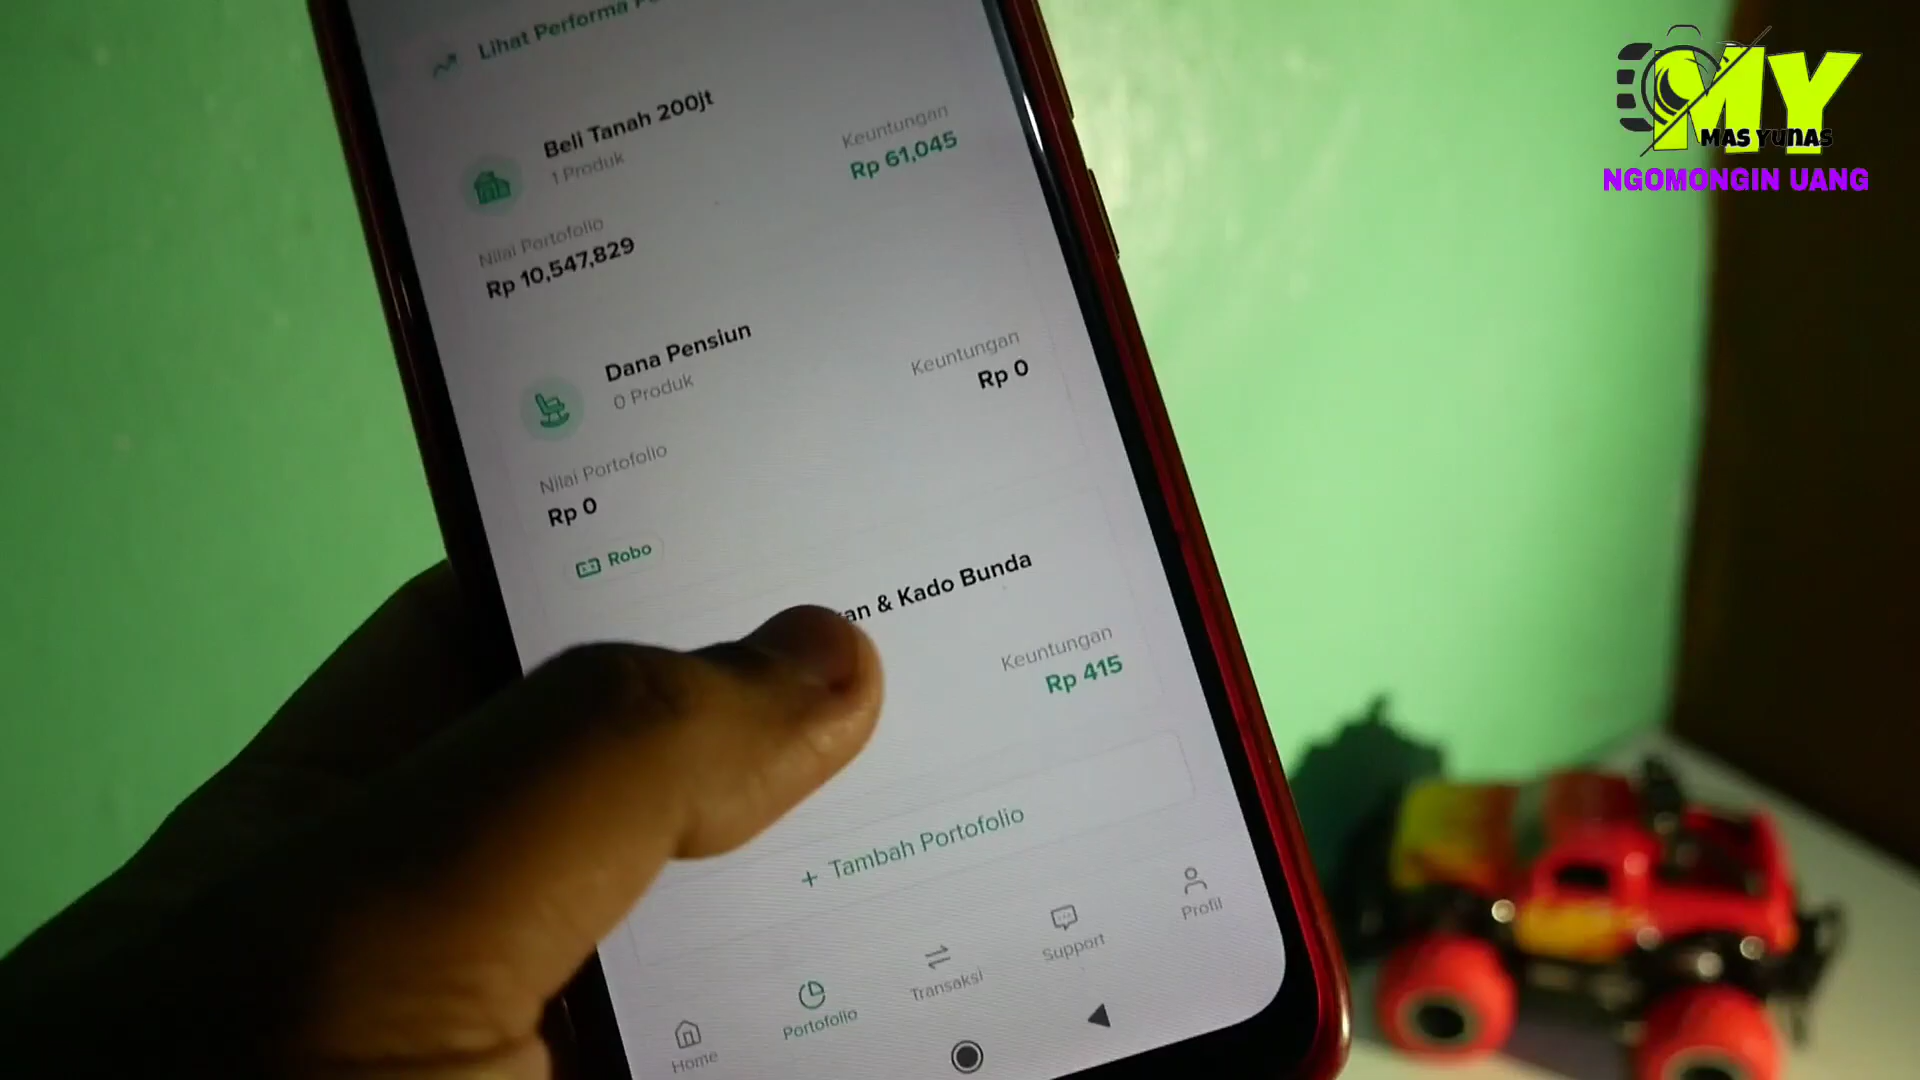 Lihat Performa
Beli Tanah 200jt
1 Produk
Keuntungan
Rp 61,045
Nilai Portofolio
Rp 10,547,829
Dana Pensiun
0 Produk
Keuntungan
Rp 0
Nilai Portofolio
Rp 0
Robo
& Kado Bunda
Keuntungan
Rp 415
+ Tambah Portofolio
Home
Portofolio
Transaksi
Support
Profil
MY
MAS YUNAS
NGOMONGIN UANG